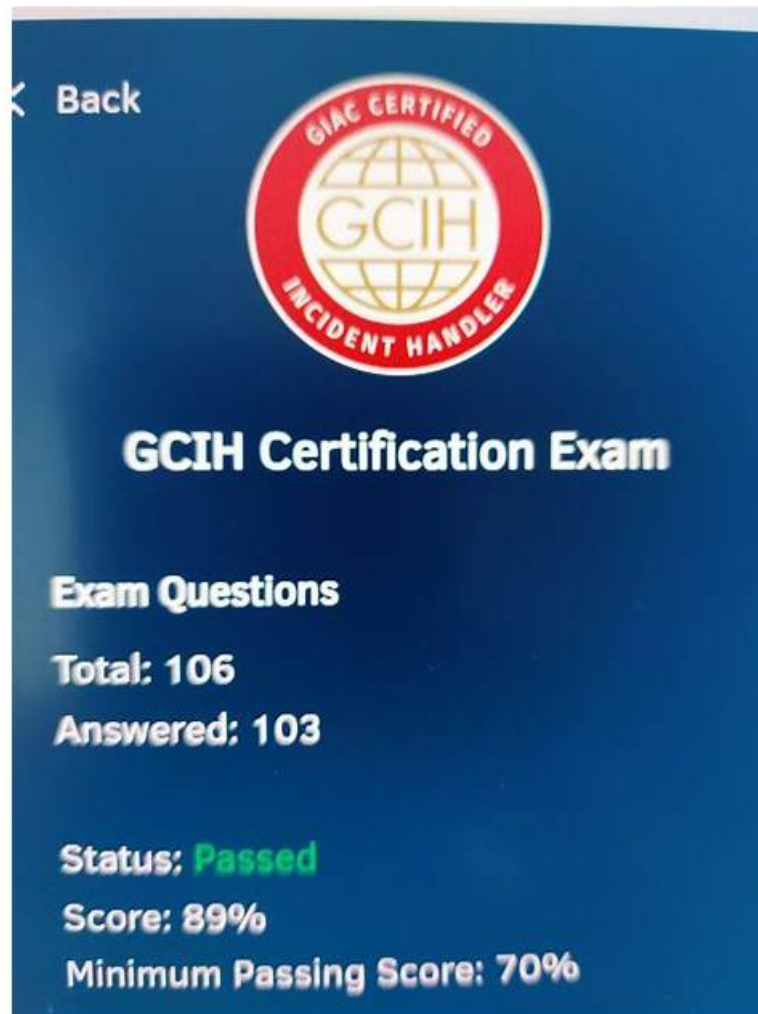 Back
GIAC CERTIFIED
GCIH
INCIDENT HANDLER
GCIH Certification Exam
Exam Questions
Total: 106
Answered: 103
Status: Passed
Score: 89%
Minimum Passing Score: 70%